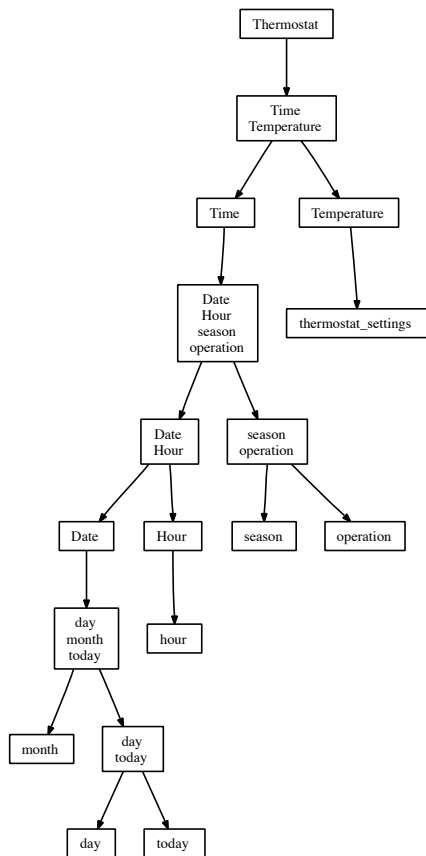 Thermostat
Time
Temperature
Time
Temperature
Date
Hour
season
operation
thermostat_settings
Date
Hour
season
operation
Date
Hour
season
operation
day
month
today
hour
month
day
today
day
today